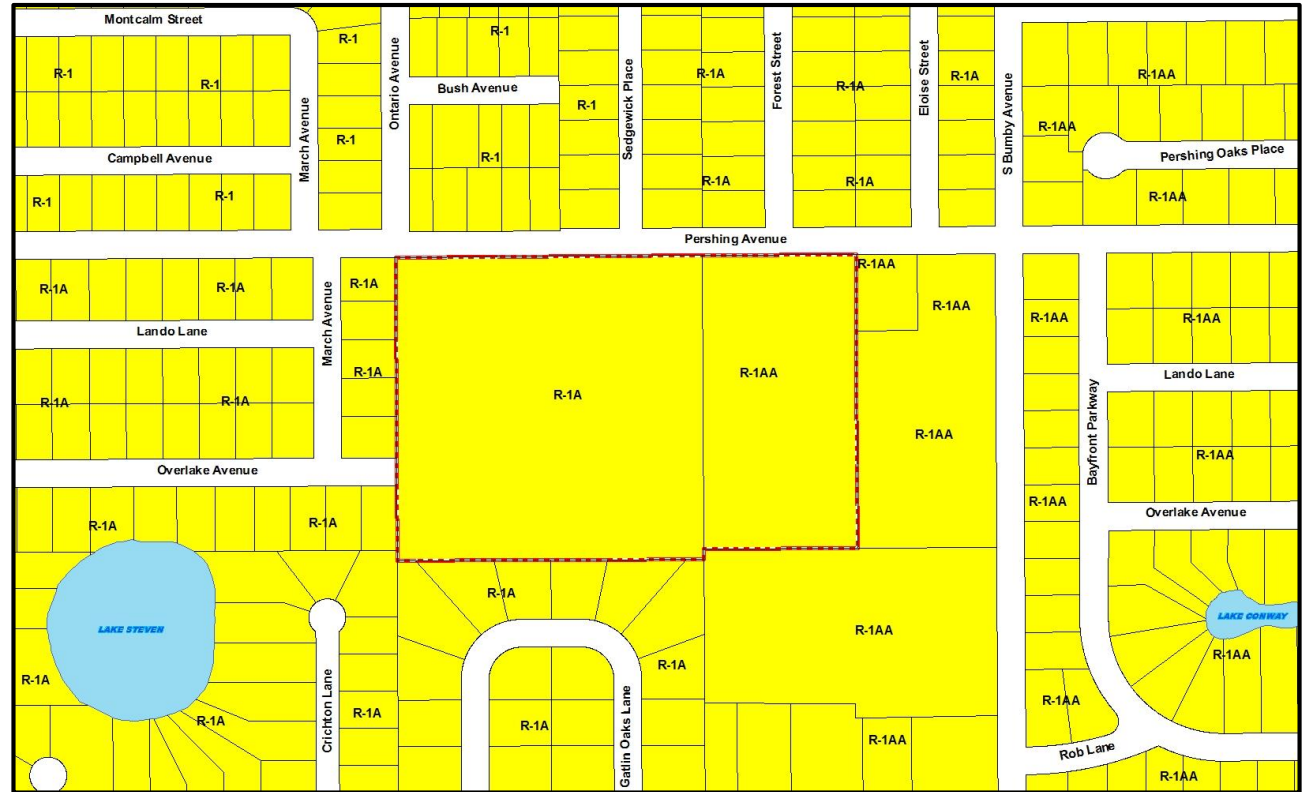 Montcalm Street
R-1
R-1
R-1
R-1
March Avenue
Ontario Avenue
Bush Avenue
R-1
Sedgewick Place
R-1A
Forest Street
R-1A
Eloise Street
R-1A
S Bumby Avenue
R-1AA
R-1AA
Pershing Oaks Place
Campbell Avenue
R-1
R-1
R-1
R-1
R-1A
R-1A
R-1AA
Pershing Avenue
R-1A
R-1A
R-1A
R-1AA
R-1AA
Lando Lane
March Avenue
R-1A
R-1AA
R-1AA
R-1AA
Lando Lane
R-1A
R-1A
R-1A
R-1AA
Bayfront Parkway
R-1AA
Overlake Avenue
R-1AA
Overlake Avenue
R-1A
R-1A
R-1A
LAKE STEVEN
R-1AA
LAKE CONWAY
R-1AA
R-1A
R-1A
R-1A
Crichton Lane
R-1A
R-1A
Gatlin Oaks Lane
R-1AA
R-1AA
Rob Lane
R-1AA